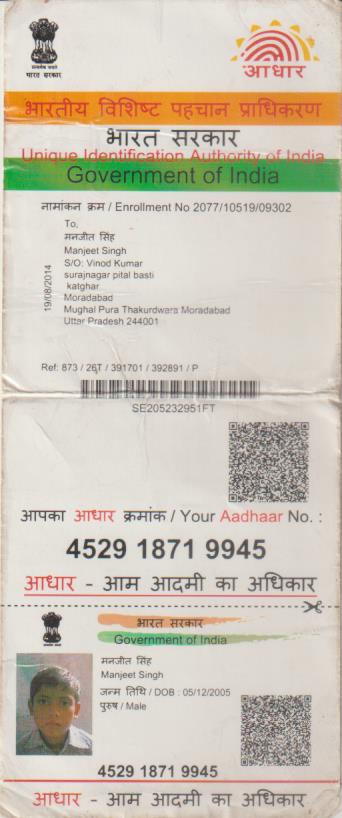 सत्यमेव जयते
भारत सरकार
आधार
भारतीय विशिष्ट पहचान प्राधिकरण
भारत सरकार
Unique Identification Authority of India
Government of India
नामांकन क्रम / Enrollment No 2077/10519/09302
To,
मनजीत सिंह
Manjeet Singh
S/O: Vinod Kumar
surajnagar pital basti
katghar
Moradabad
Mughal Pura Thakurdwara Moradabad
Uttar Pradesh 244001
19/08/2014
Ref: 873 / 26T / 391701 / 392891 / P
SE205232951FT
आपका आधार क्रमांक / Your Aadhaar No. :
4529 1871 9945
आधार - आम आदमी का अधिकार
भारत सरकार
Government of India
मनजीत सिंह
Manjeet Singh
जन्म तिथि / DOB : 05/12/2005
पुरुष / Male
4529 1871 9945
आधार - आम आदमी का अधिकार